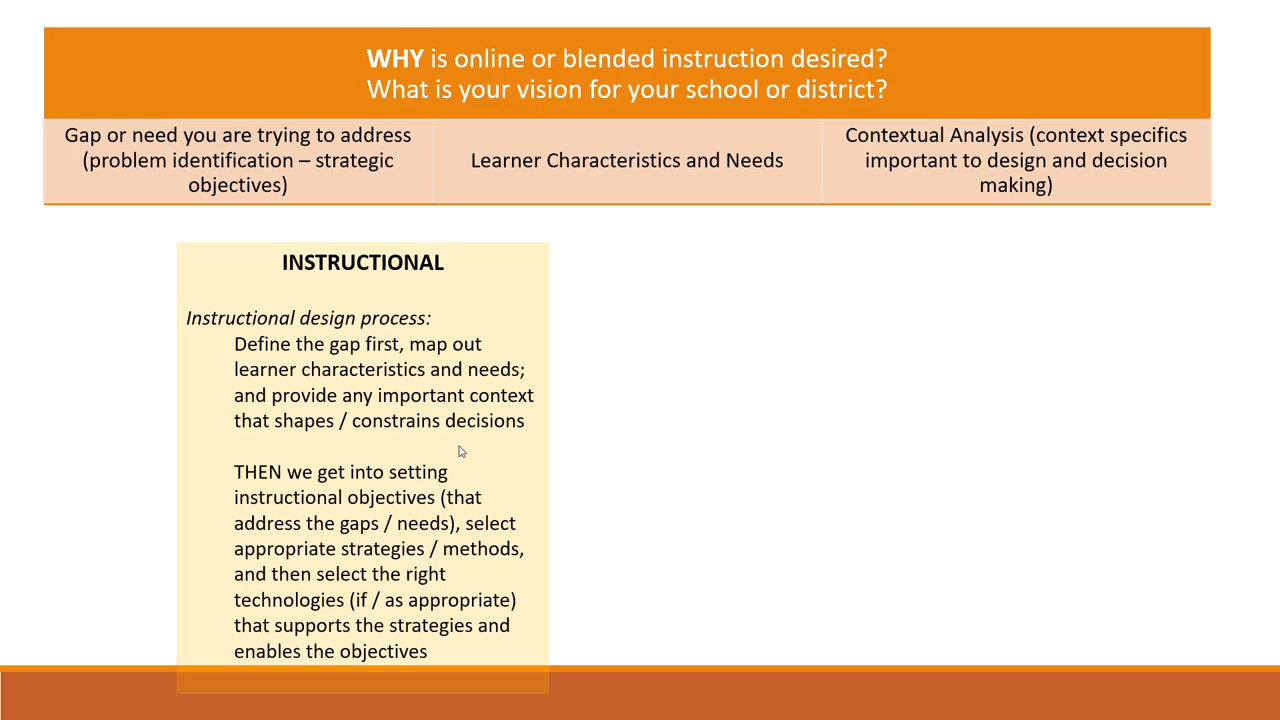 WHY is online or blended instruction desired?
What is your vision for your school or district?
Gap or need you are trying to address
(problem identification – strategic
objectives)
Learner Characteristics and Needs
Contextual Analysis (context specifics
important to design and decision
making)
INSTRUCTIONAL
Instructional design process:
Define the gap first, map out
learner characteristics and needs;
and provide any important context
that shapes / constrains decisions
THEN we get into setting
instructional objectives (that
address the gaps / needs), select
appropriate strategies / methods,
and then select the right
technologies (if / as appropriate)
that supports the strategies and
enables the objectives